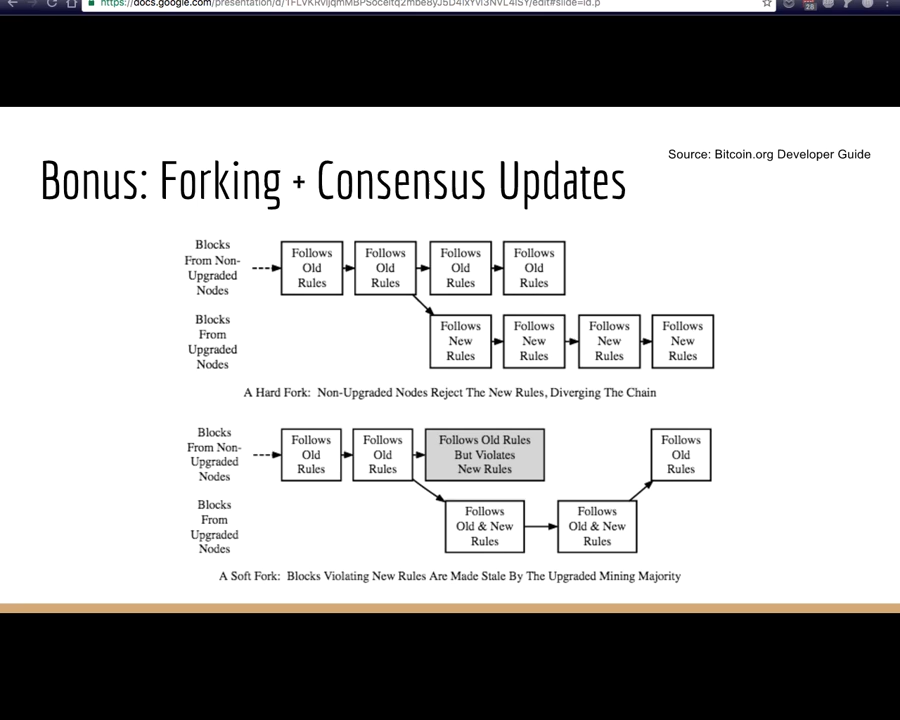 Source: Bitcoin.org Developer Guide
Bonus: Forking + Consensus Updates
Blocks
From Non-
Upgraded
Nodes
Follows
Old
Rules
Follows
Old
Rules
Follows
Old
Rules
Follows
Old
Rules
Blocks
From
Upgraded
Nodes
Follows
New
Rules
Follows
New
Rules
Follows
New
Rules
Follows
New
Rules
A Hard Fork: Non-Upgraded Nodes Reject The New Rules, Diverging The Chain
Blocks
From Non-
Upgraded
Nodes
Follows
Old
Rules
Follows
Old
Rules
Follows Old Rules
But Violates
New Rules
Follows
Old
Rules
Blocks
From
Upgraded
Nodes
Follows
Old & New
Rules
Follows
Old & New
Rules
A Soft Fork: Blocks Violating New Rules Are Made Stale By The Upgraded Mining Majority